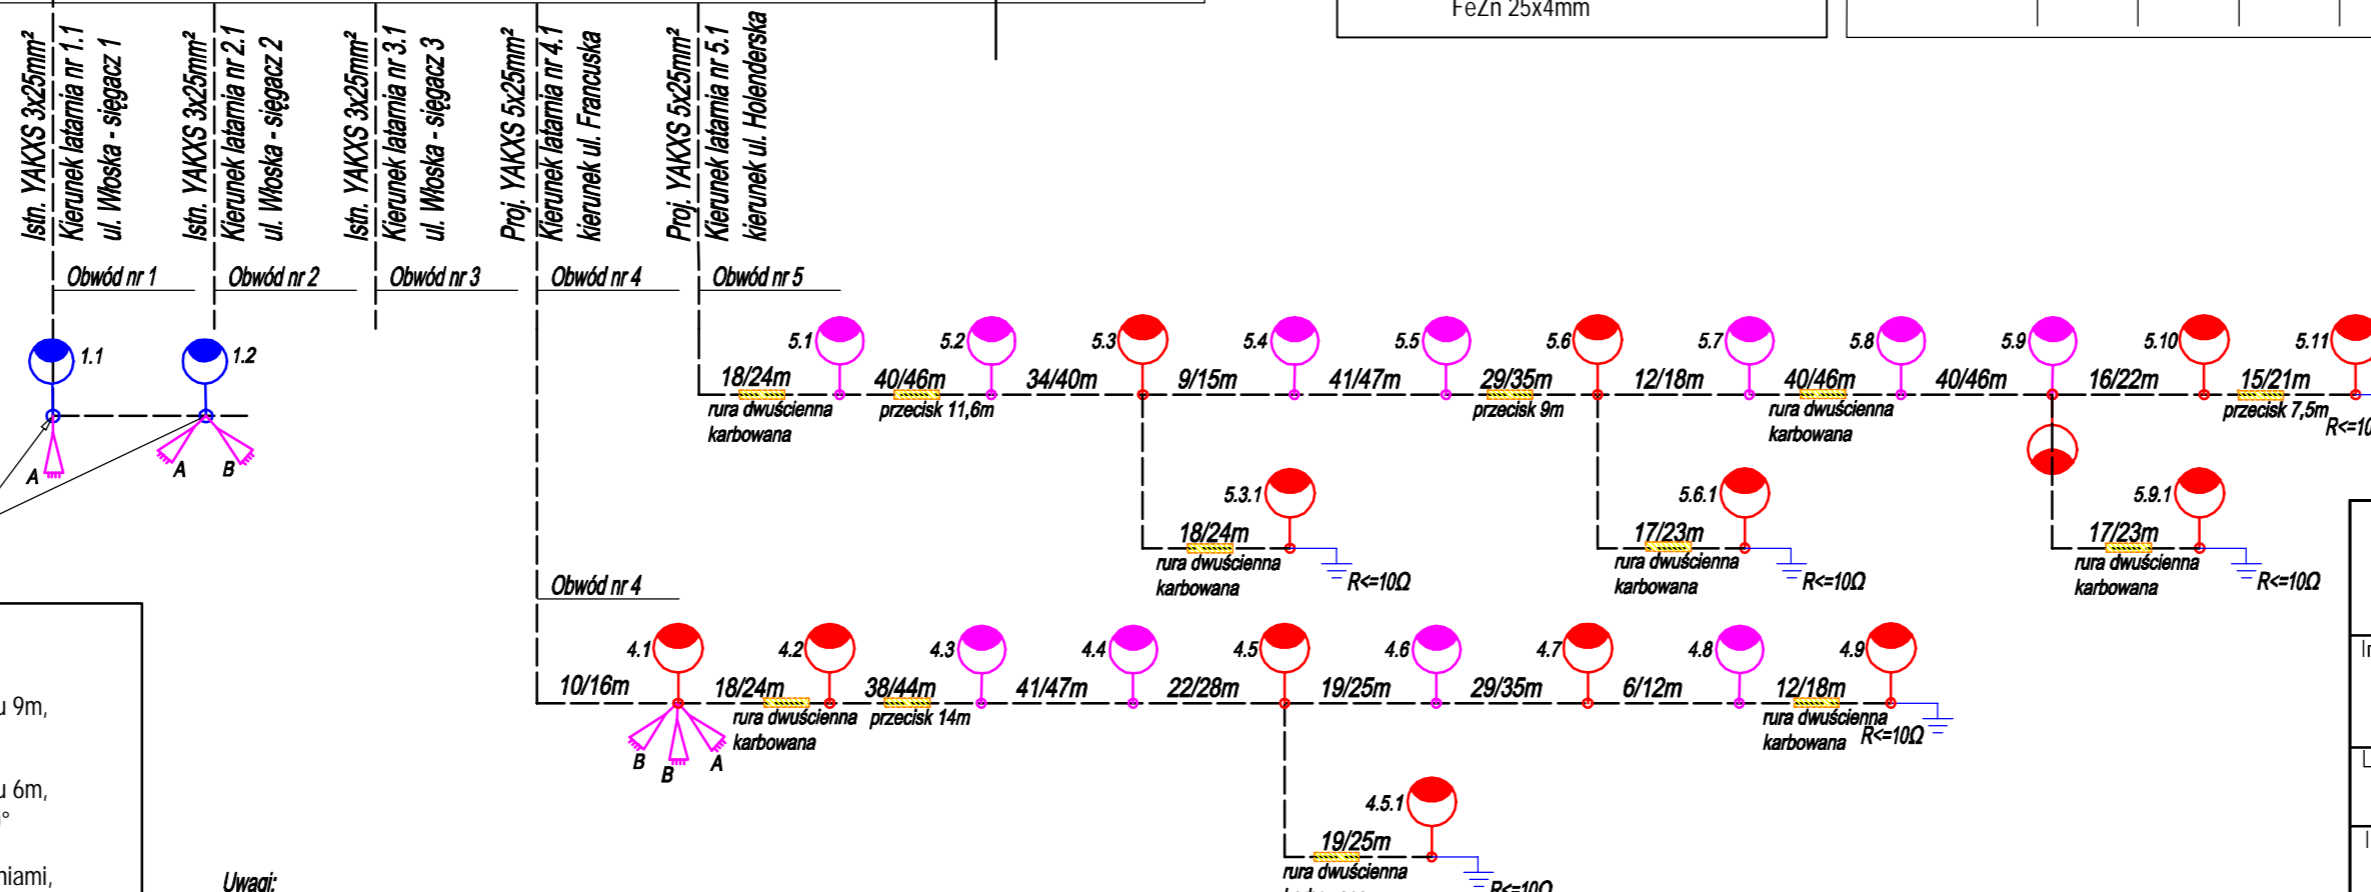 FeZn 25x4mm
Istn. YAKXS 3x25mm²
Kierunek latarnia nr 1.1
ul. Włoska - sięgacz 1
Istn. YAKXS 3x25mm²
Kierunek latarnia nr 2.1
ul. Włoska - sięgacz 2
Istn. YAKXS 3x25mm²
Kierunek latarnia nr 3.1
ul. Włoska - sięgacz 3
Proj. YAKXS 5x25mm²
Kierunek latarnia nr 4.1
kierunek ul. Francuska
Proj. YAKXS 5x25mm²
Kierunek latarnia nr 5.1
kierunek ul. Holenderska
Obwód nr 1
Obwód nr 2
Obwód nr 3
Obwód nr 4
Obwód nr 5
1.1
1.2
5.1
5.2
5.3
5.4
5.5
5.6
5.7
5.8
5.9
5.10
5.11
18/24m
40/46m
34/40m
9/15m
41/47m
29/35m
12/18m
40/46m
40/46m
16/22m
15/21m
rura dwuścienna
karbowana
przecisk 11,6m
przecisk 9m
rura dwuścienna
karbowana
przecisk 7,5m
R<=10
A
A
B
5.3.1
5.6.1
5.9.1
18/24m
17/23m
17/23m
rura dwuścienna
karbowana
R<=10Ω
rura dwuścienna
karbowana
R<=10Ω
rura dwuścienna
karbowana
R<=10Ω
Obwód nr 4
4.1
4.2
4.3
4.4
4.5
4.6
4.7
4.8
4.9
10/16m
18/24m
38/44m
41/47m
22/28m
19/25m
29/35m
6/12m
12/18m
rura dwuścienna
karbowana
przecisk 14m
rura dwuścienna
karbowana
R<=10Ω
B
B
A
4.5.1
19/25m
rura dwuścienna
R<=10Ω
u 9m,
u 6m,
niami,
Uwagi: